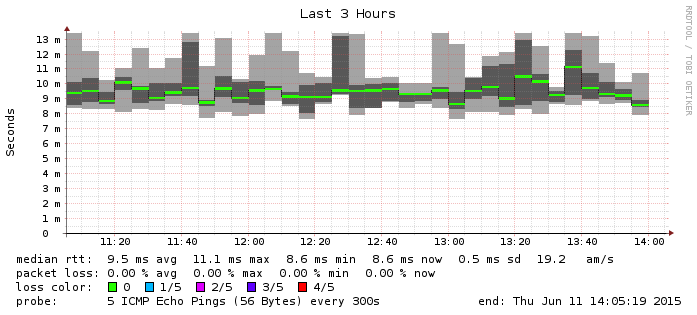 Last 3 Hours
RRDTOOL / TOBI OETIKER
Seconds
13 m
12 m
11 m
10 m
9 m
8 m
7 m
6 m
5 m
4 m
3 m
2 m
1 m
0
11:20 11:40 12:00 12:20 12:40 13:00 13:20 13:40 14:00
median rtt: 9.5 ms avg 11.1 ms max 8.6 ms min 8.6 ms now 0.5 ms sd 19.2 am/s
packet loss: 0.00 % avg 0.00 % max 0.00 % min 0.00 % now
loss color: 0 1/5 2/5 3/5 4/5
probe: 5 ICMP Echo Pings (56 Bytes) every 300s end: Thu Jun 11 14:05:19 2015